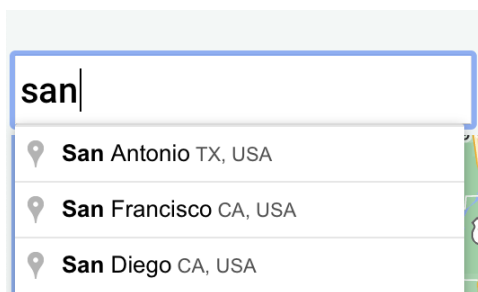 san
San Antonio TX, USA
San Francisco CA, USA
San Diego CA, USA